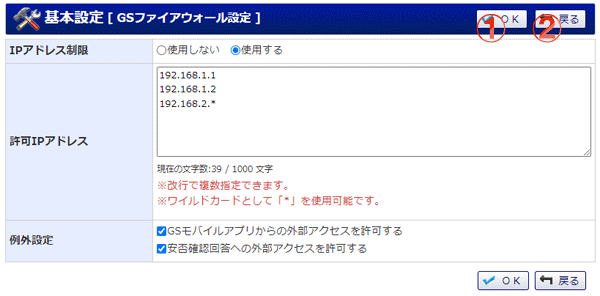 基本設定 [ GSファイアウォール設定 ]
① OK ② 戻る
IPアドレス制限 使用しない 使用する
192.168.1.1
192.168.1.2
192.168.2.*
許可IPアドレス
現在の文字数:39 / 1000 文字
※改行で複数指定できます。
※ワイルドカードとして「*」を使用可能です。
例外設定
GSモバイルアプリからの外部アクセスを許可する
安否確認回答への外部アクセスを許可する
OK 戻る